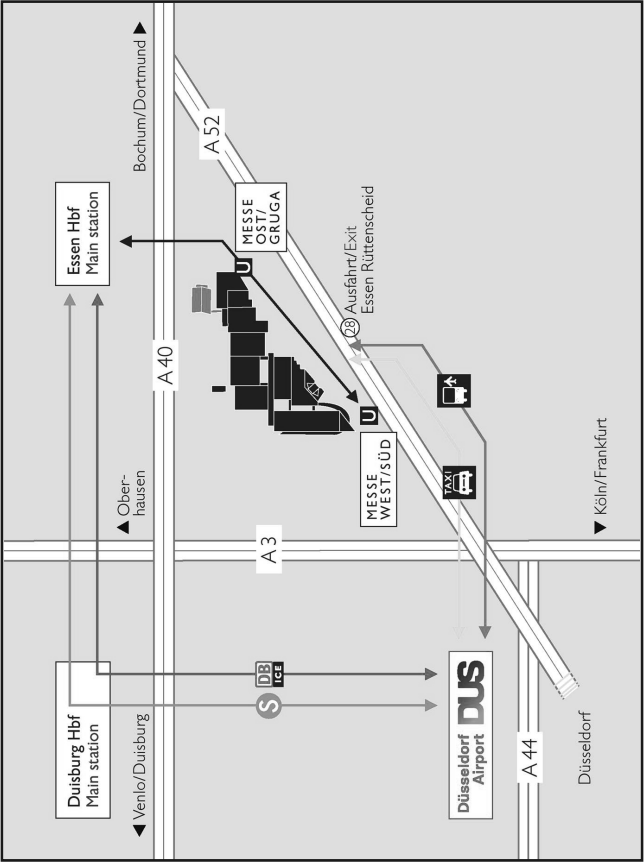 Duisburg Hbf
Main station
Essen Hbf
Main station
Venlo/Duisburg
Ober-
hausen
Bochum/Dortmund
A 40
A 3
A 52
MESSE
OST/
GRUGA
U
U
MESSE
WEST/SÜD
28
Ausfahrt/Exit
Essen Rüttenscheid
TAXI
S
DB
ICE
Düsseldorf
Airport
DUS
A 44
Düsseldorf
Köln/Frankfurt